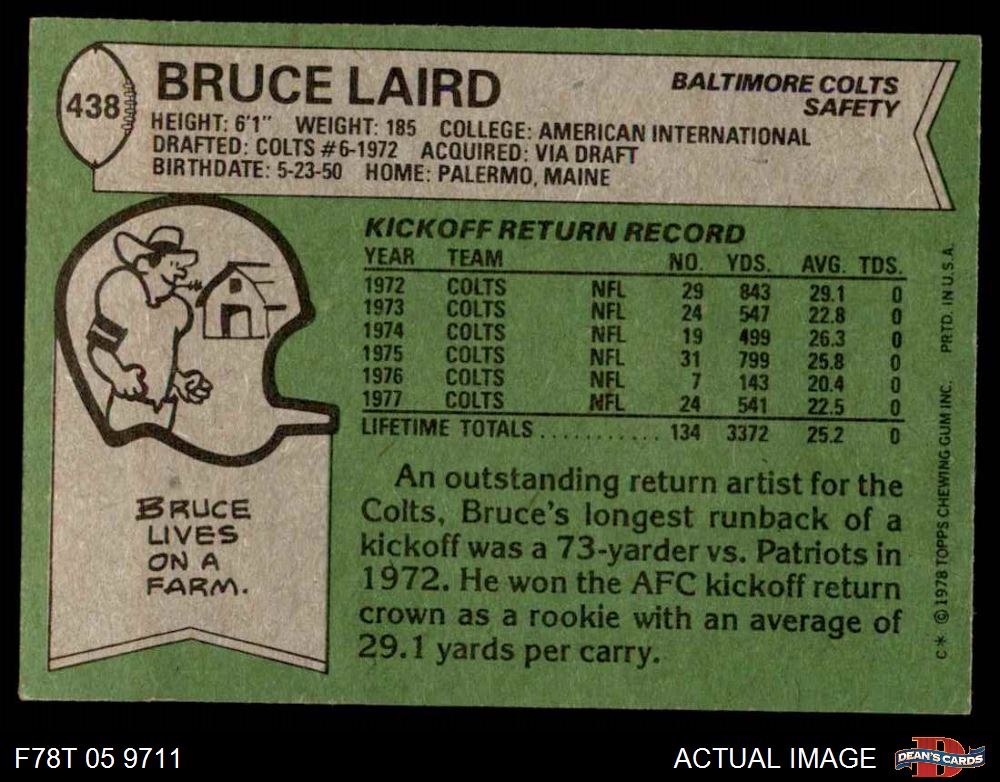 438
BRUCE LAIRD
BALTIMORE COLTS
SAFETY
HEIGHT: 6'1" WEIGHT: 185 COLLEGE: AMERICAN INTERNATIONAL
DRAFTED: COLTS #6-1972 ACQUIRED: VIA DRAFT
BIRTHDATE: 5-23-50 HOME: PALERMO, MAINE
KICKOFF RETURN RECORD
YEAR TEAM NO. YDS. AVG. TDS.
1972 COLTS NFL 29 843 29.1 0
1973 COLTS NFL 24 547 22.8 0
1974 COLTS NFL 19 499 26.3 0
1975 COLTS NFL 31 799 25.8 0
1976 COLTS NFL 7 143 20.4 0
1977 COLTS NFL 24 541 22.5 0
LIFETIME TOTALS........... 134 3372 25.2 0
An outstanding return artist for the
Colts, Bruce's longest runback of a
kickoff was a 73-yarder vs. Patriots in
1972. He won the AFC kickoff return
crown as a rookie with an average of
29.1 yards per carry.
BRUCE
LIVES
ON A
FARM.
C* © 1978 TOPPS CHEWING GUM INC. PRTD. IN U.S.A.
F78T 05 9711
ACTUAL IMAGE
D
DEAN'S CARDS